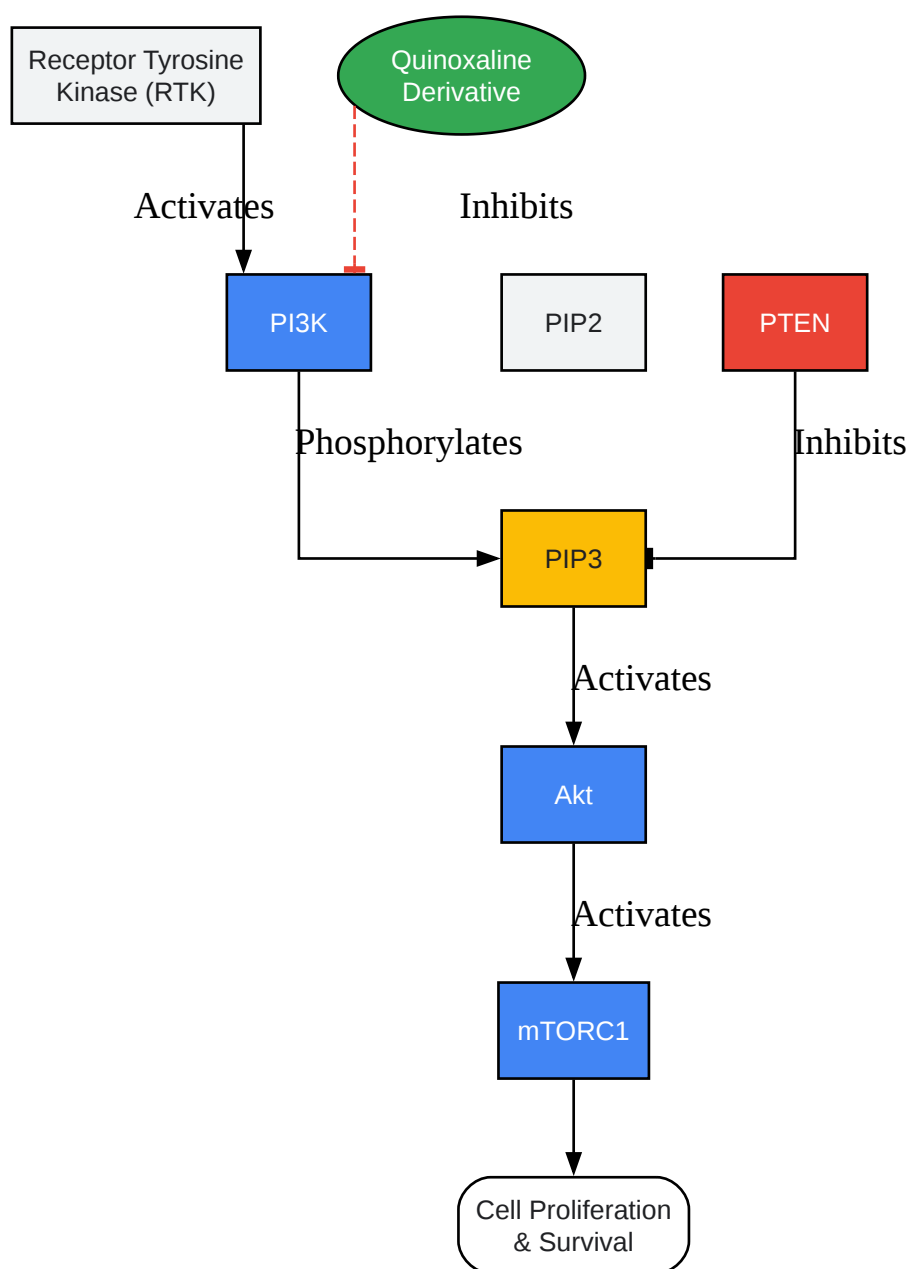 Receptor Tyrosine
Kinase (RTK)
Quinoxaline
Derivative
Activates
Inhibits
PI3K
PIP2
PTEN
Phosphorylates
Inhibits
PIP3
Activates
Akt
Activates
mTORC1
Cell Proliferation
& Survival